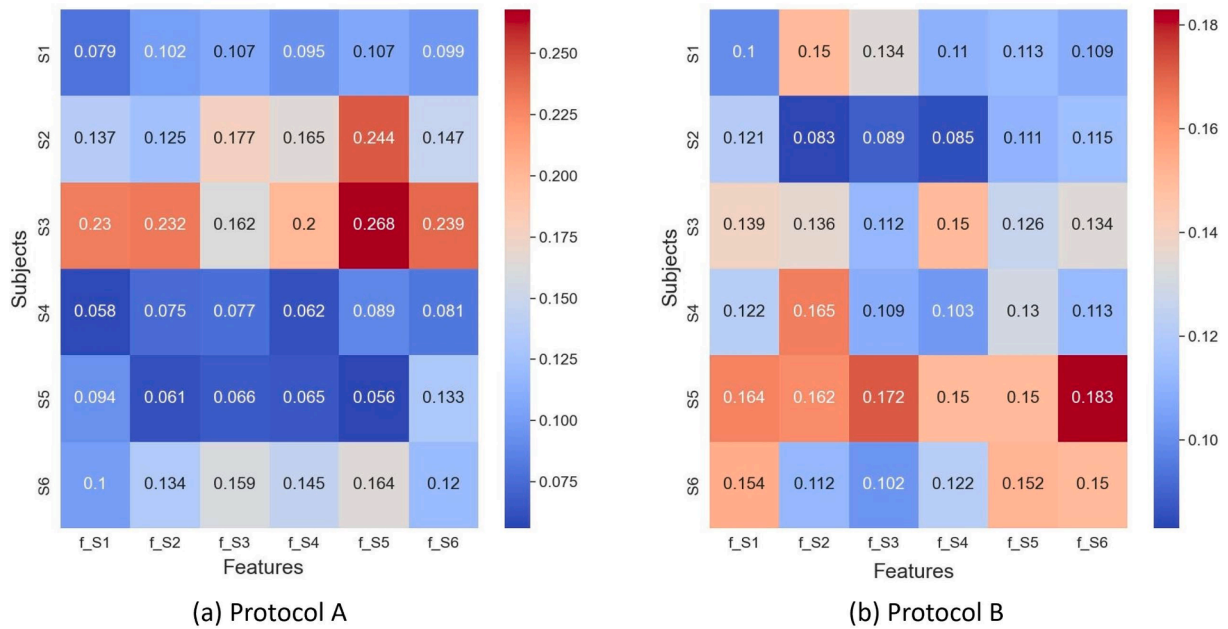 S1 0.079 0.102 0.107 0.095 0.107 0.099
S2 0.137 0.125 0.177 0.165 0.244 0.147
S3 0.23 0.232 0.162 0.2 0.268 0.239
S4 0.058 0.075 0.077 0.062 0.089 0.081
S5 0.094 0.061 0.066 0.065 0.056 0.133
S6 0.1 0.134 0.159 0.145 0.164 0.12
Subjects
f_S1 f_S2 f_S3 f_S4 f_S5 f_S6
Features
0.250
0.225
0.200
0.175
0.150
0.125
0.100
0.075
(a) Protocol A
S1 0.1 0.15 0.134 0.11 0.113 0.109
S2 0.121 0.083 0.089 0.085 0.111 0.115
S3 0.139 0.136 0.112 0.15 0.126 0.134
S4 0.122 0.165 0.109 0.103 0.13 0.113
S5 0.164 0.162 0.172 0.15 0.15 0.183
S6 0.154 0.112 0.102 0.122 0.152 0.15
Subjects
f_S1 f_S2 f_S3 f_S4 f_S5 f_S6
Features
0.18
0.16
0.14
0.12
0.10
(b) Protocol B